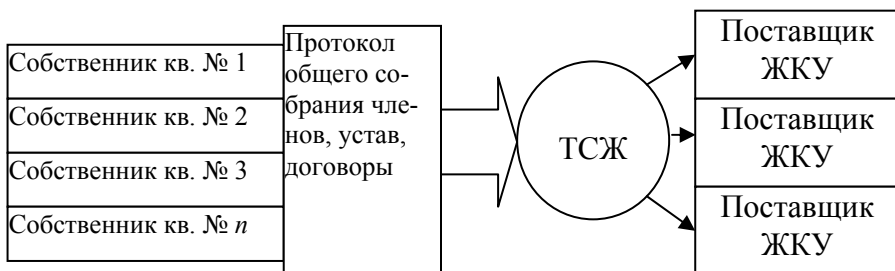 Собственник кв. № 1
Собственник кв. № 2
Собственник кв. № 3
Собственник кв. № n
Протокол
общего со-
брания чле-
нов, устав,
договоры
ТСЖ
Поставщик
ЖКУ
Поставщик
ЖКУ
Поставщик
ЖКУ